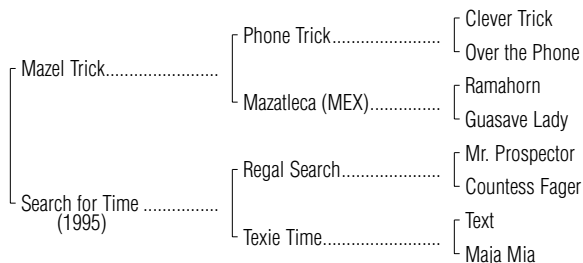 Clever Trick
Phone Trick........................
Over the Phone
Mazel Trick.........................
Ramahorn
Mazatleca (MEX)................
Guasave Lady
Mr. Prospector
Regal Search......................
Countess Fager
Search for Time .................
(1995)
Text
Texie Time..........................
Maja Mia